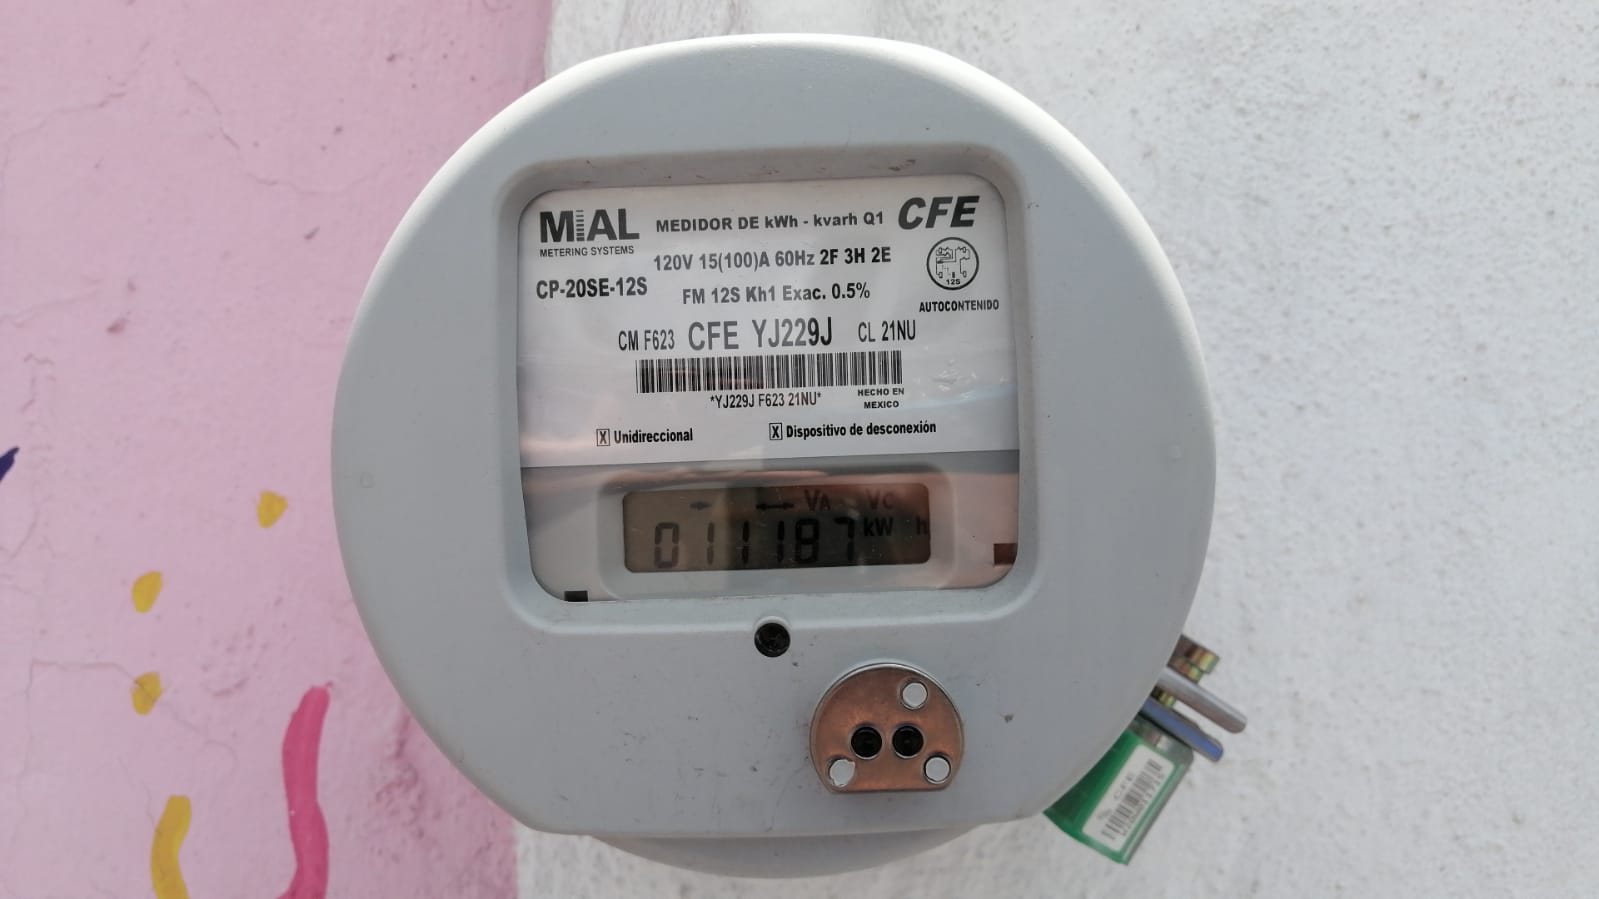 MIAL
METERING SYSTEMS
MEDIDOR DE kWh - kvarh Q1
CFE
120V 15(100)A 60Hz 2F 3H 2E
CP-20SE-12S
FM 12S Kh1 Exac. 0.5%
12S
AUTOCONTENIDO
CM F623 CFE YJ229J CL 21NU
*YJ229J F623 21NU*
HECHO EN
MEXICO
X Unidireccional
X Dispositivo de desconexión
VA VC
011187 kW h